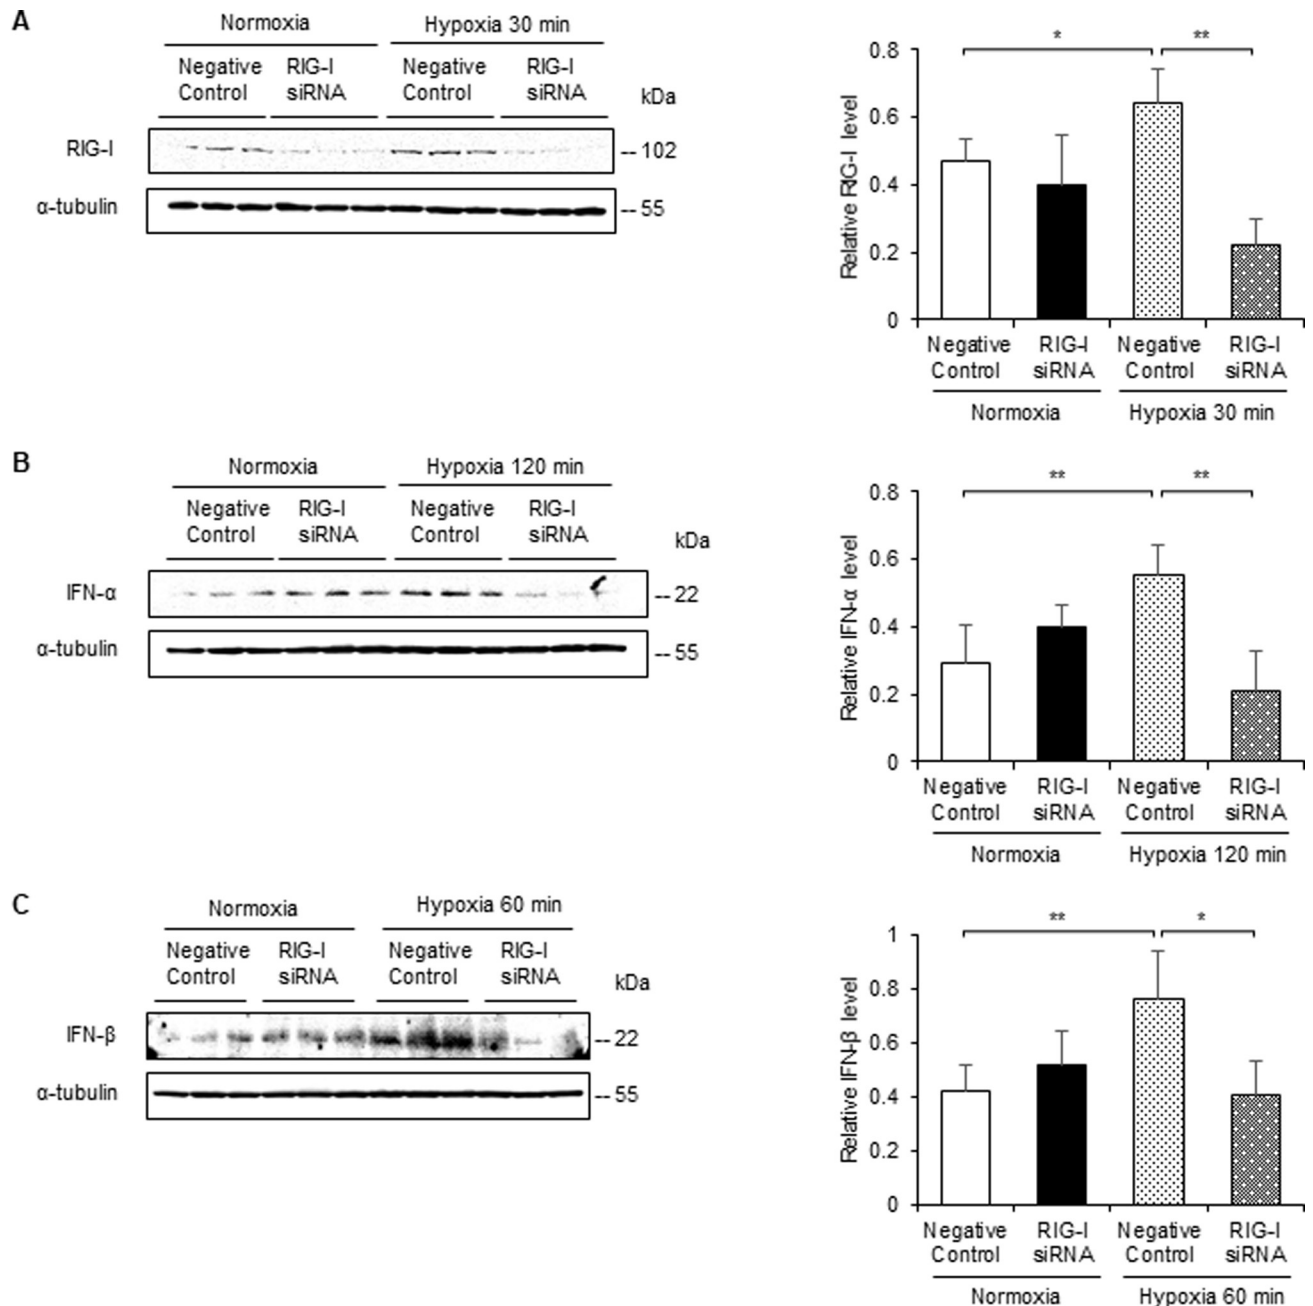 A
Normoxia
Hypoxia 30 min
Negative Control
RIG-I siRNA
Negative Control
RIG-I siRNA
kDa
RIG-I
-- 102
α-tubulin
-- 55
*
**
Relative RIG-I level
0.8
0.6
0.4
0.2
0
Negative Control
RIG-I siRNA
Negative Control
RIG-I siRNA
Normoxia
Hypoxia 30 min
B
Normoxia
Hypoxia 120 min
Negative Control
RIG-I siRNA
Negative Control
RIG-I siRNA
kDa
IFN-α
-- 22
α-tubulin
-- 55
**
**
Relative IFN-α level
0.8
0.6
0.4
0.2
0
Negative Control
RIG-I siRNA
Negative Control
RIG-I siRNA
Normoxia
Hypoxia 120 min
C
Normoxia
Hypoxia 60 min
Negative Control
RIG-I siRNA
Negative Control
RIG-I siRNA
kDa
IFN-β
-- 22
α-tubulin
-- 55
**
*
Relative IFN-β level
1
0.8
0.6
0.4
0.2
0
Negative Control
RIG-I siRNA
Negative Control
RIG-I siRNA
Normoxia
Hypoxia 60 min